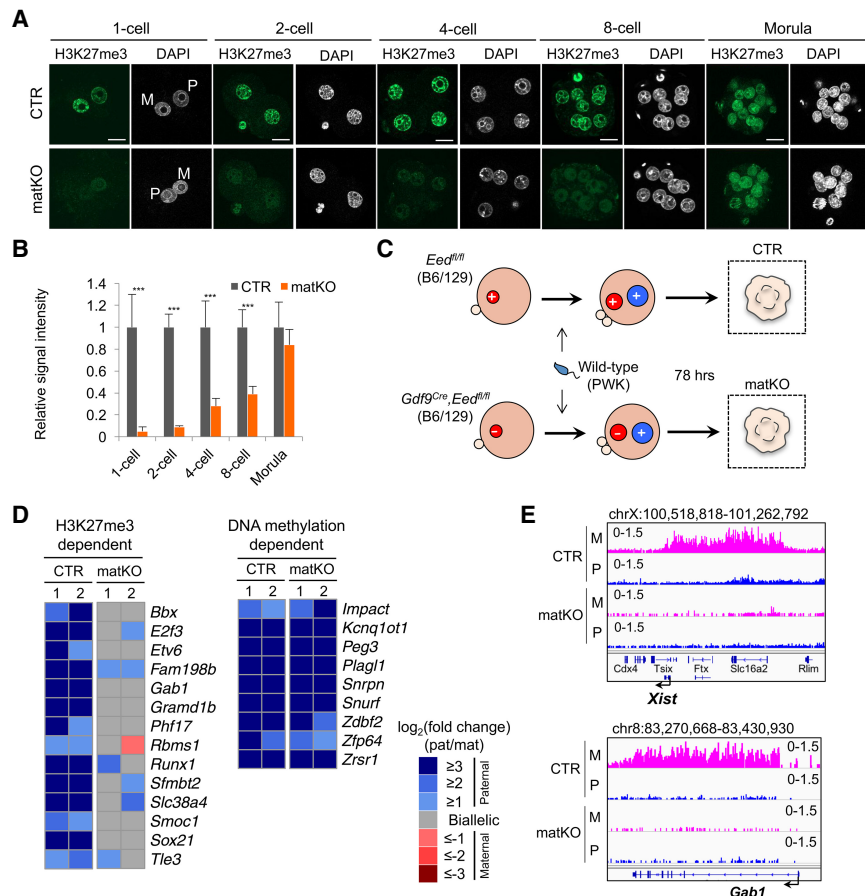 A
1-cell 2-cell 4-cell 8-cell Morula
H3K27me3 DAPI H3K27me3 DAPI H3K27me3 DAPI H3K27me3 DAPI H3K27me3 DAPI
CTR
M P
matKO
P M
B
Relative signal intensity
1.4
1.2
1
0.8
0.6
0.4
0.2
0
CTR matKO
*** *** *** ***
1-cell 2-cell 4-cell 8-cell Morula
C
Eedfl/fl
(B6/129)
+ + +
CTR
Wild-type
(PWK)
78 hrs
Gdf9Cre,Eedfl/fl
(B6/129)
- - +
matKO
D
H3K27me3
dependent
CTR matKO
1 2 1 2
Bbx
E2f3
Etv6
Fam198b
Gab1
Gramd1b
Phf17
Rbms1
Runx1
Sfmbt2
Slc38a4
Smoc1
Sox21
Tle3
DNA methylation
dependent
CTR matKO
1 2 1 2
Impact
Kcnq1ot1
Peg3
Plagl1
Snrpn
Snurf
Zdbf2
Zfp64
Zrsr1
log2(fold change)
(pat/mat)
≥3
≥2
≥1
Paternal
Biallelic
≤-1
≤-2
≤-3
Maternal
E
chrX:100,518,818-101,262,792
CTR
M 0-1.5
P 0-1.5
matKO
M 0-1.5
P 0-1.5
Cdx4 Tsix Ftx Slc16a2 Rlim
Xist
chr8:83,270,668-83,430,930
CTR
M 0-1.5
P 0-1.5
matKO
M 0-1.5
P 0-1.5
Gab1